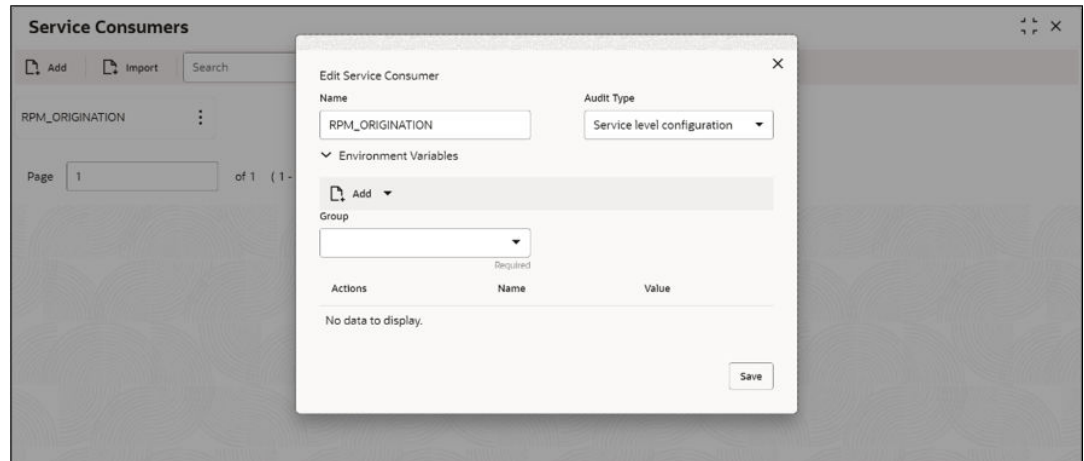 Service Consumers
Add Import Search
RPM_ORIGINATION
Page 1 of 1 (1-
Edit Service Consumer
Name Audit Type
RPM_ORIGINATION Service level configuration
Environment Variables
Add
Group
Required
Actions Name Value
No data to display.
Save